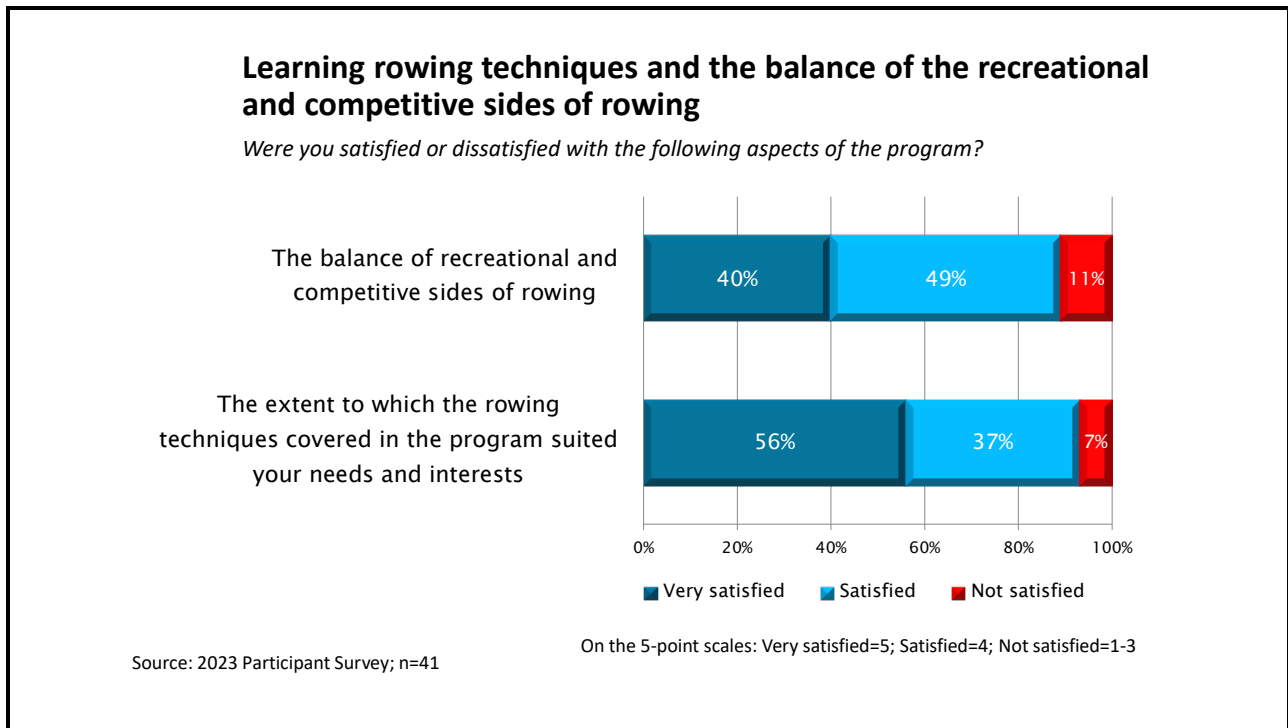 Learning rowing techniques and the balance of the recreational
and competitive sides of rowing
Were you satisfied or dissatisfied with the following aspects of the program?
The balance of recreational and
competitive sides of rowing
40%
49%
11%
The extent to which the rowing
techniques covered in the program suited
your needs and interests
56%
37%
7%
0%
20%
40%
60%
80%
100%
Very satisfied
Satisfied
Not satisfied
On the 5-point scales: Very satisfied=5; Satisfied=4; Not satisfied=1-3
Source: 2023 Participant Survey; n=41